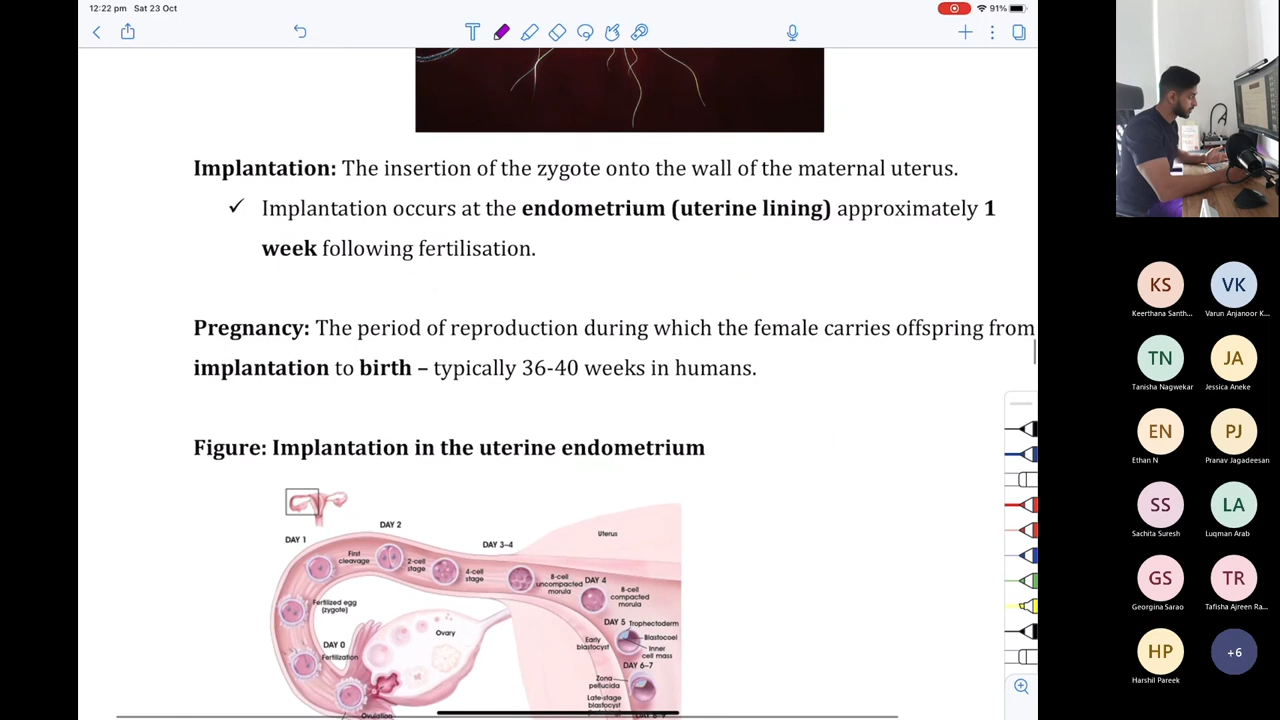 12:22 pm Sat 23 Oct
91%
T
Implantation: The insertion of the zygote onto the wall of the maternal uterus.
✓ Implantation occurs at the endometrium (uterine lining) approximately 1
week following fertilisation.
Pregnancy: The period of reproduction during which the female carries offspring from
implantation to birth – typically 36-40 weeks in humans.
Figure: Implantation in the uterine endometrium
DAY 2
DAY 1
Uterus
DAY 3–4
First
cleavage
2-cell
stage
4-cell
stage
8-cell
uncompacted
morula
DAY 4
8-cell
compacted
morula
Fertilized egg
(zygote)
DAY 5
Trophectoderm
Ovary
Early
blastocyst
Blastocoel
Inner
cell mass
DAY 0
Fertilization
DAY 6–7
Zona
pellucida
Late-stage
blastocyst
Ovulation
KS
Keerthana Santh...
VK
Varun Anjanoor K...
TN
Tanisha Nagwekar
JA
Jessica Aneke
EN
Ethan N
PJ
Pranav Jagadeesan
SS
Sachita Suresh
LA
Luqman Arab
GS
Georgina Sarao
TR
Tafisha Ajreen Ra...
HP
Harshil Pareek
+6